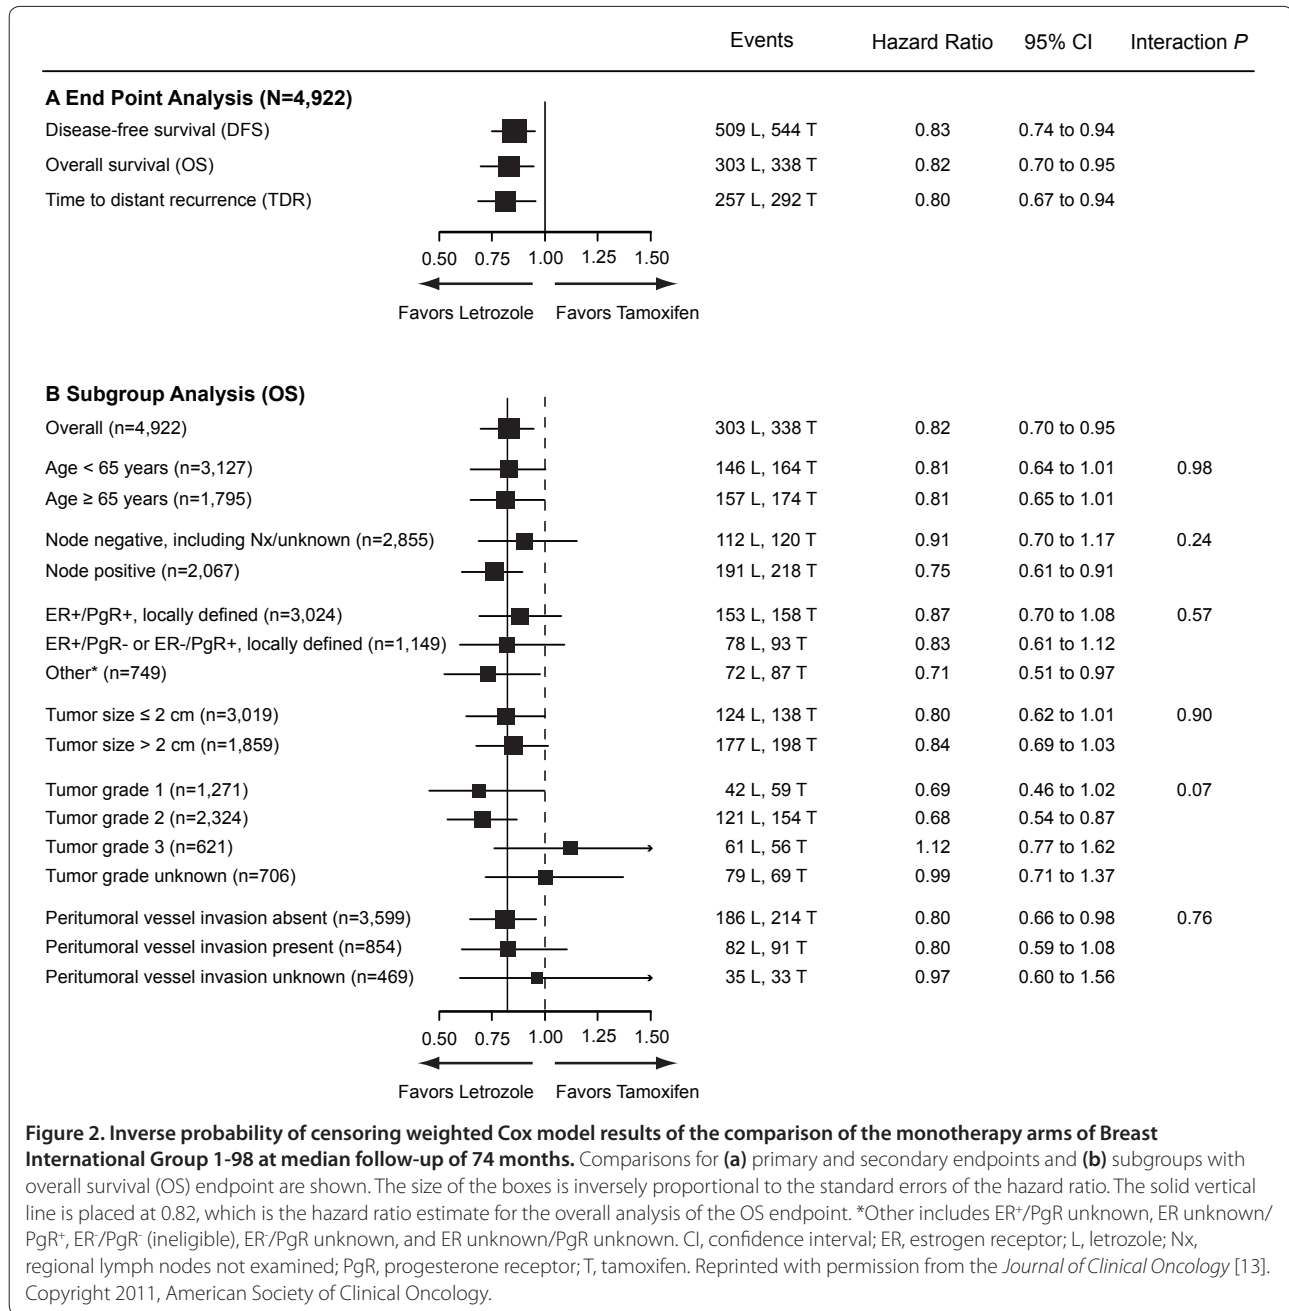 Events Hazard Ratio 95% CI Interaction P
A End Point Analysis (N=4,922)
Disease-free survival (DFS) 509 L, 544 T 0.83 0.74 to 0.94
Overall survival (OS) 303 L, 338 T 0.82 0.70 to 0.95
Time to distant recurrence (TDR) 257 L, 292 T 0.80 0.67 to 0.94
0.50 0.75 1.00 1.25 1.50
Favors Letrozole Favors Tamoxifen
B Subgroup Analysis (OS)
Overall (n=4,922) 303 L, 338 T 0.82 0.70 to 0.95
Age < 65 years (n=3,127) 146 L, 164 T 0.81 0.64 to 1.01 0.98
Age ≥ 65 years (n=1,795) 157 L, 174 T 0.81 0.65 to 1.01
Node negative, including Nx/unknown (n=2,855) 112 L, 120 T 0.91 0.70 to 1.17 0.24
Node positive (n=2,067) 191 L, 218 T 0.75 0.61 to 0.91
ER+/PgR+, locally defined (n=3,024) 153 L, 158 T 0.87 0.70 to 1.08 0.57
ER+/PgR- or ER-/PgR+, locally defined (n=1,149) 78 L, 93 T 0.83 0.61 to 1.12
Other* (n=749) 72 L, 87 T 0.71 0.51 to 0.97
Tumor size ≤ 2 cm (n=3,019) 124 L, 138 T 0.80 0.62 to 1.01 0.90
Tumor size > 2 cm (n=1,859) 177 L, 198 T 0.84 0.69 to 1.03
Tumor grade 1 (n=1,271) 42 L, 59 T 0.69 0.46 to 1.02 0.07
Tumor grade 2 (n=2,324) 121 L, 154 T 0.68 0.54 to 0.87
Tumor grade 3 (n=621) 61 L, 56 T 1.12 0.77 to 1.62
Tumor grade unknown (n=706) 79 L, 69 T 0.99 0.71 to 1.37
Peritumoral vessel invasion absent (n=3,599) 186 L, 214 T 0.80 0.66 to 0.98 0.76
Peritumoral vessel invasion present (n=854) 82 L, 91 T 0.80 0.59 to 1.08
Peritumoral vessel invasion unknown (n=469) 35 L, 33 T 0.97 0.60 to 1.56
0.50 0.75 1.00 1.25 1.50
Favors Letrozole Favors Tamoxifen
Figure 2. Inverse probability of censoring weighted Cox model results of the comparison of the monotherapy arms of Breast
International Group 1-98 at median follow-up of 74 months. Comparisons for (a) primary and secondary endpoints and (b) subgroups with
overall survival (OS) endpoint are shown. The size of the boxes is inversely proportional to the standard errors of the hazard ratio. The solid vertical
line is placed at 0.82, which is the hazard ratio estimate for the overall analysis of the OS endpoint. *Other includes ER⁺/PgR unknown, ER unknown/
PgR⁺, ER⁻/PgR⁻ (ineligible), ER⁻/PgR unknown, and ER unknown/PgR unknown. CI, confidence interval; ER, estrogen receptor; L, letrozole; Nx,
regional lymph nodes not examined; PgR, progesterone receptor; T, tamoxifen. Reprinted with permission from the Journal of Clinical Oncology [13].
Copyright 2011, American Society of Clinical Oncology.